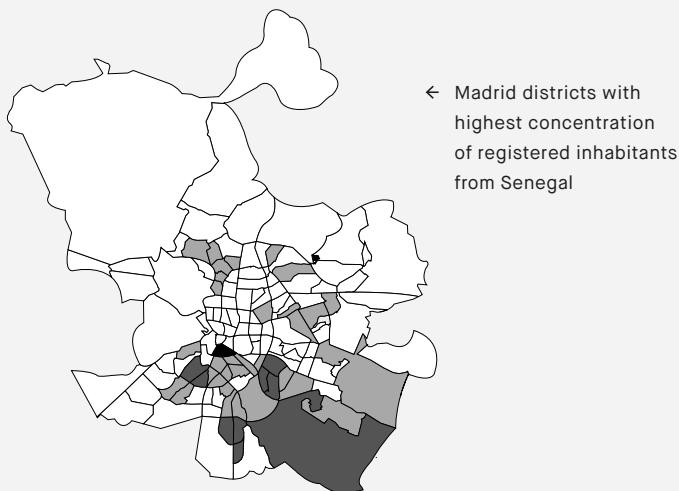 ← Madrid districts with
highest concentration
of registered inhabitants
from Senegal